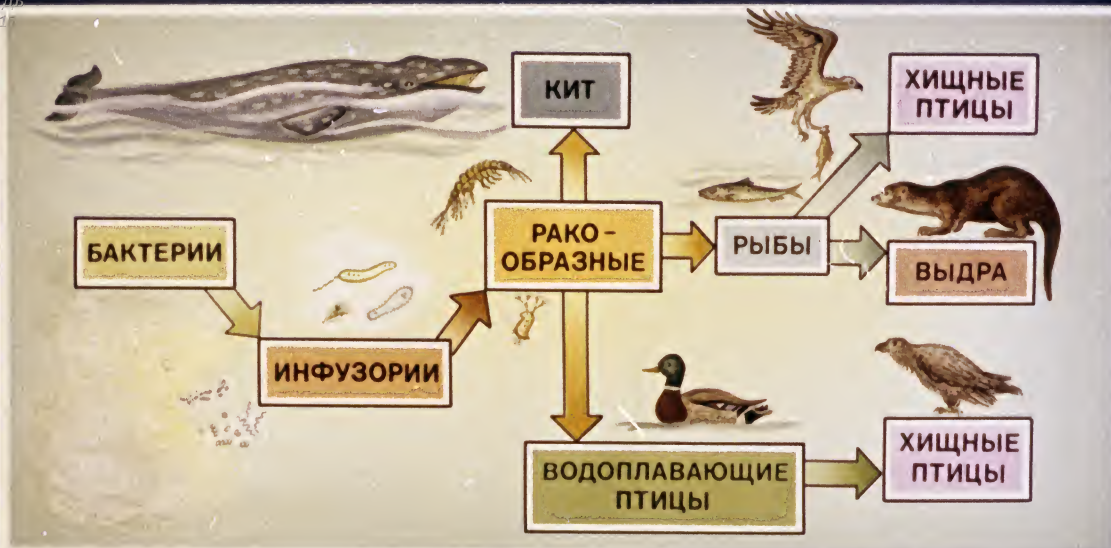 КИТ
ХИЩНЫЕ
ПТИЦЫ
БАКТЕРИИ
РАКО-
ОБРАЗНЫЕ
РЫБЫ
ВЫДРА
ИНФУЗОРИИ
ВОДОПЛАВАЮЩИЕ
ПТИЦЫ
ХИЩНЫЕ
ПТИЦЫ